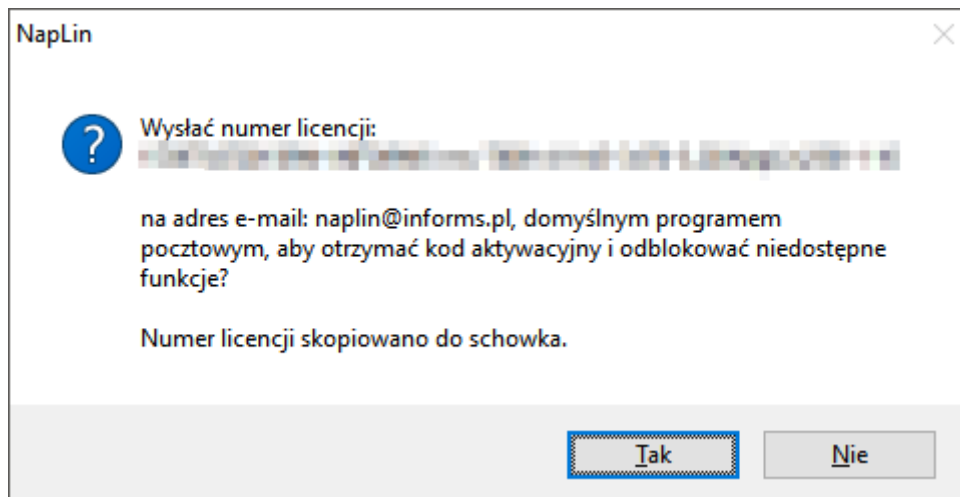 NapLin
?
Wysłać numer licencji:
na adres e-mail: naplin@informs.pl, domyślnym programem
pocztowym, aby otrzymać kod aktywacyjny i odblokować niedostępne
funkcje?
Numer licencji skopiowano do schowka.
Tak
Nie